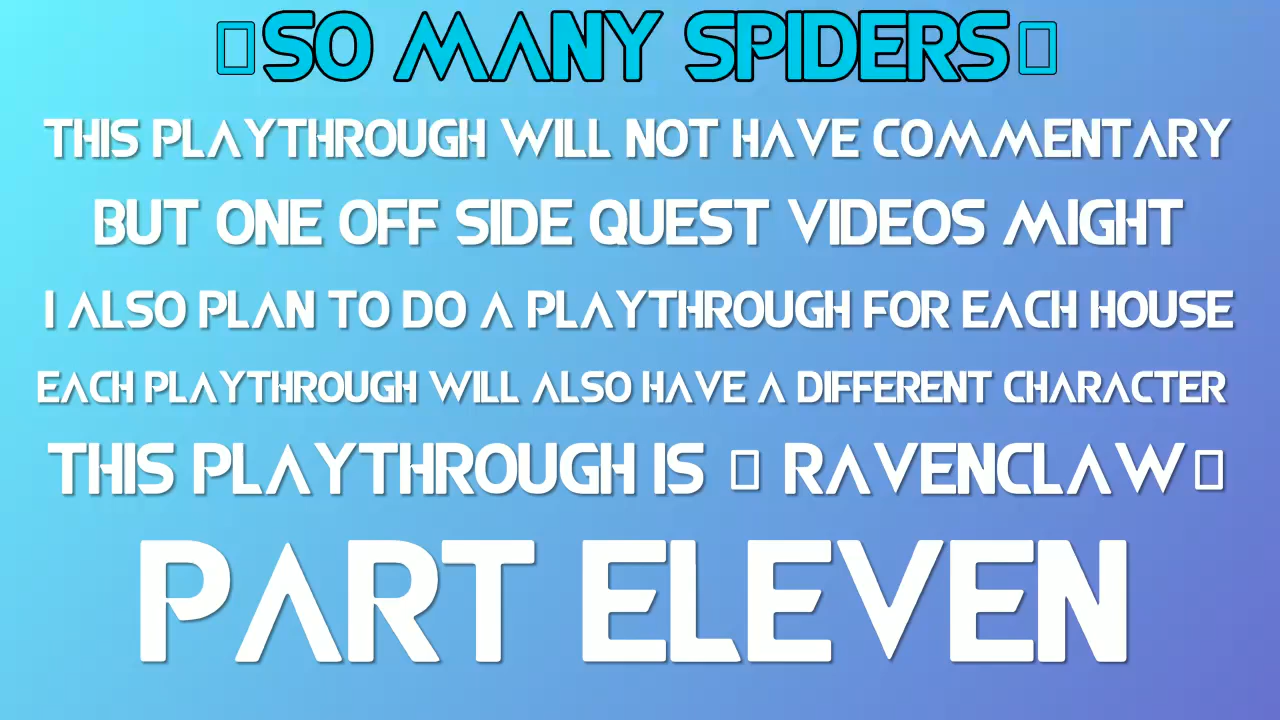 ▯SO MANY SPIDERS▯
THIS PLAYTHROUGH WILL NOT HAVE COMMENTARY
BUT ONE OFF SIDE QUEST VIDEOS MIGHT
I ALSO PLAN TO DO A PLAYTHROUGH FOR EACH HOUSE
EACH PLAYTHROUGH WILL ALSO HAVE A DIFFERENT CHARACTER
THIS PLAYTHROUGH IS ▯ RAVENCLAW▯
PART ELEVEN